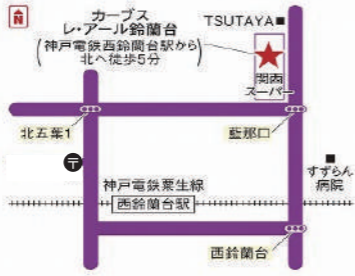 N
カーブス
レ・アール鈴蘭台
(神戸電鉄西鈴蘭台駅から
北へ徒歩5分)
TSUTAYA
関西
スーパー
北五葉1
藍那口
〒
すずらん
病院
神戸電鉄粟生線
西鈴蘭台駅
西鈴蘭台